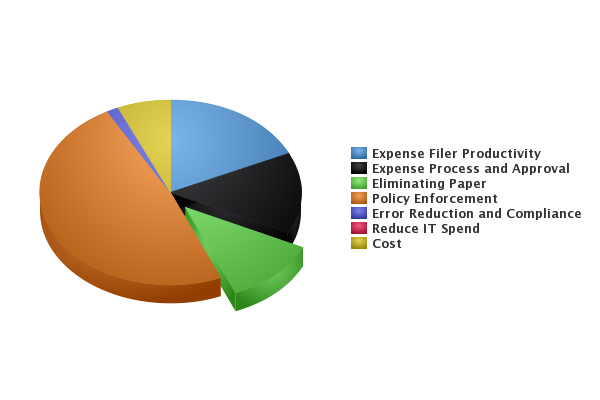 Expense Filer Productivity
Expense Process and Approval
Eliminating Paper
Policy Enforcement
Error Reduction and Compliance
Reduce IT Spend
Cost